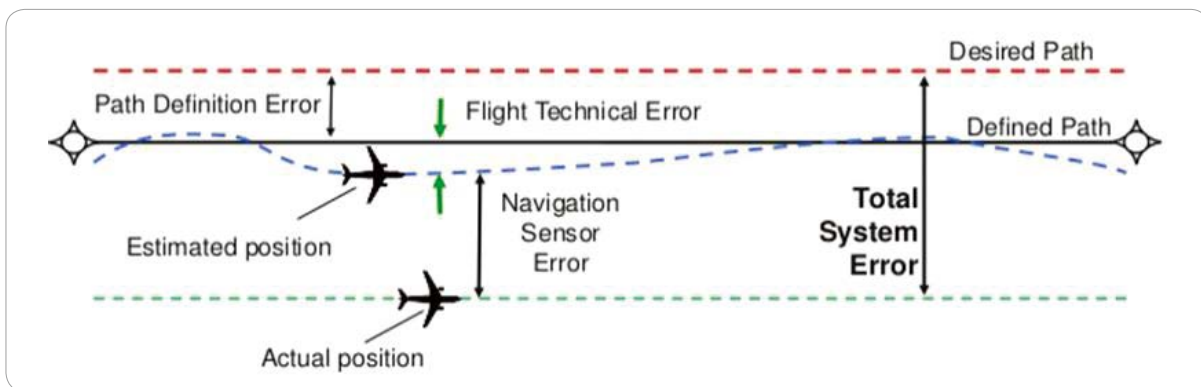 Desired Path
Path Definition Error
Flight Technical Error
Defined Path
Estimated position
Navigation
Sensor
Error
Total
System
Error
Actual position